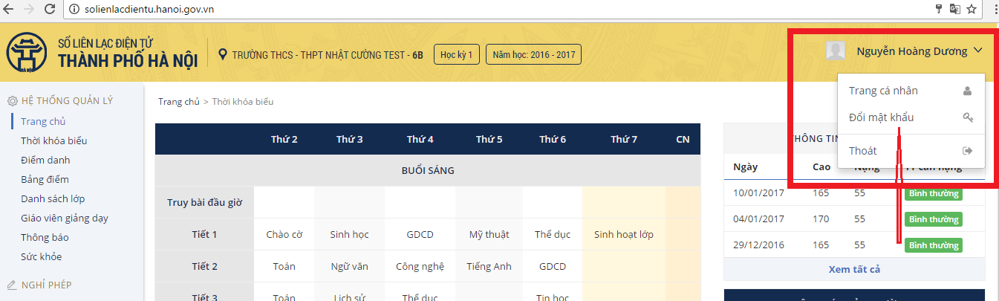 solienlacdientu.hanoi.gov.vn
SỔ LIÊN LẠC ĐIỆN TỬ
THÀNH PHỐ HÀ NỘI
HÀ NỘI
TRƯỜNG THCS - THPT NHẬT CƯỜNG TEST - 6B
Học kỳ 1
Năm học: 2016 - 2017
Nguyễn Hoàng Dương
Trang cá nhân
Đổi mật khẩu
Thoát
HỆ THỐNG QUẢN LÝ
Trang chủ
Thời khóa biểu
Điểm danh
Bảng điểm
Danh sách lớp
Giáo viên giảng dạy
Thông báo
Sức khỏe
NGHỈ PHÉP
Trang chủ > Thời khóa biểu
Thứ 2 Thứ 3 Thứ 4 Thứ 5 Thứ 6 Thứ 7 CN
BUỔI SÁNG
Truy bài đầu giờ
Tiết 1 Chào cờ Sinh học GDCD Mỹ thuật Thể dục Sinh hoạt lớp
Tiết 2 Toán Ngữ văn Công nghệ Tiếng Anh GDCD
Tiết 3 Toán Lịch sử Thể dục Tin học
THÔNG TIN
Ngày Cao Nặng TT cân nặng
10/01/2017 165 55 Bình thường
04/01/2017 170 55 Bình thường
29/12/2016 165 55 Bình thường
Xem tất cả